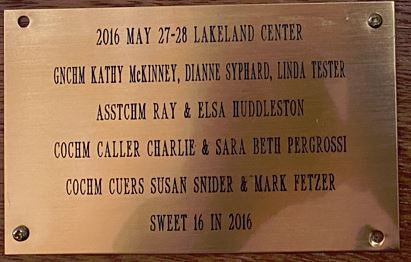 2016 MAY 27-28 LAKELAND CENTER
GNCHM KATHY McKINNEY, DIANNE SYPHARD, LINDA TESTER
ASSTCHM RAY & ELSA HUDDLESTON
COCHM CALLER CHARLIE & SARA BETH PERGROSSI
COCHM CUERS SUSAN SNIDER & MARK FETZER
SWEET 16 IN 2016